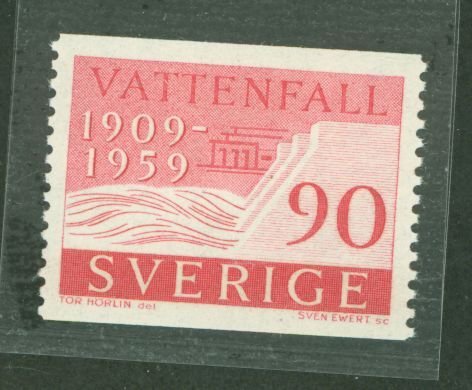 VATTENFALL
1909-
1959
90
SVERIGE
TOR HÖRLIN del
SVEN EWERT sc